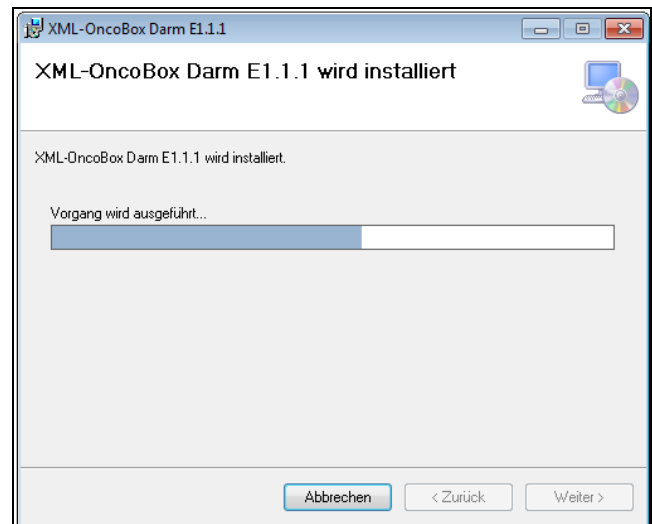 XML-OncoBox Darm E1.1.1
XML-OncoBox Darm E1.1.1 wird installiert
XML-OncoBox Darm E1.1.1 wird installiert.
Vorgang wird ausgeführt...
Abbrechen
< Zurück
Weiter >